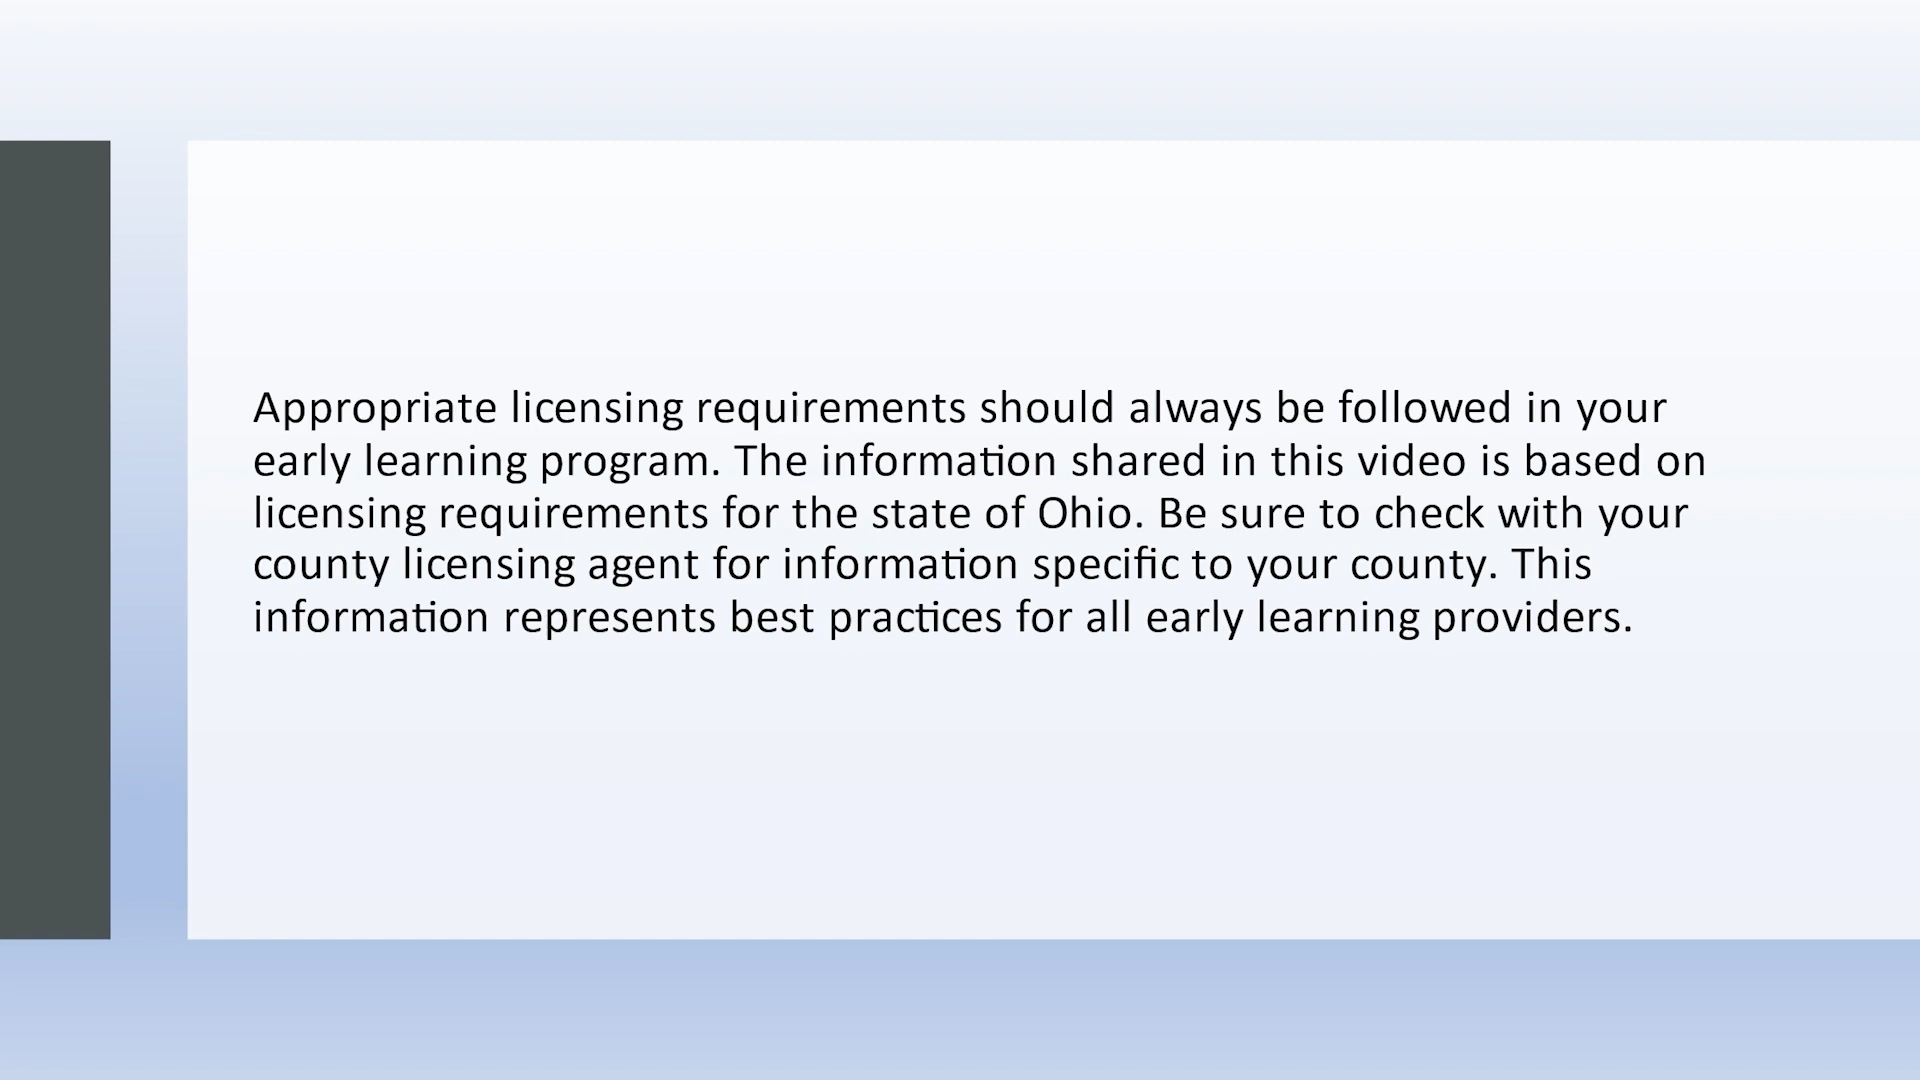 Appropriate licensing requirements should always be followed in your
early learning program. The information shared in this video is based on
licensing requirements for the state of Ohio. Be sure to check with your
county licensing agent for information specific to your county. This
information represents best practices for all early learning providers.